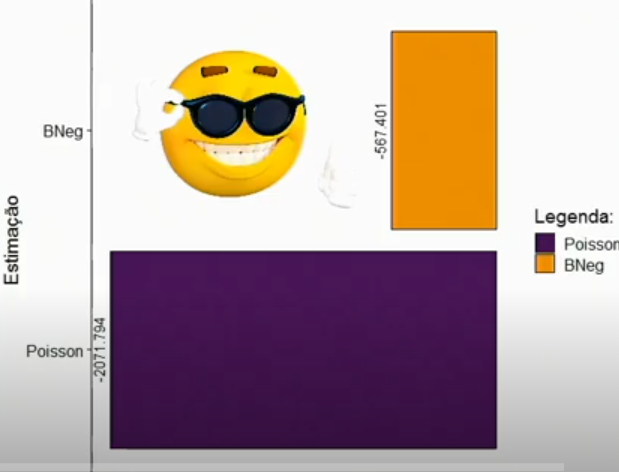 Estimação
BNeg
-567.401
Poisson
-2071.794
Legenda:
Poisson
BNeg